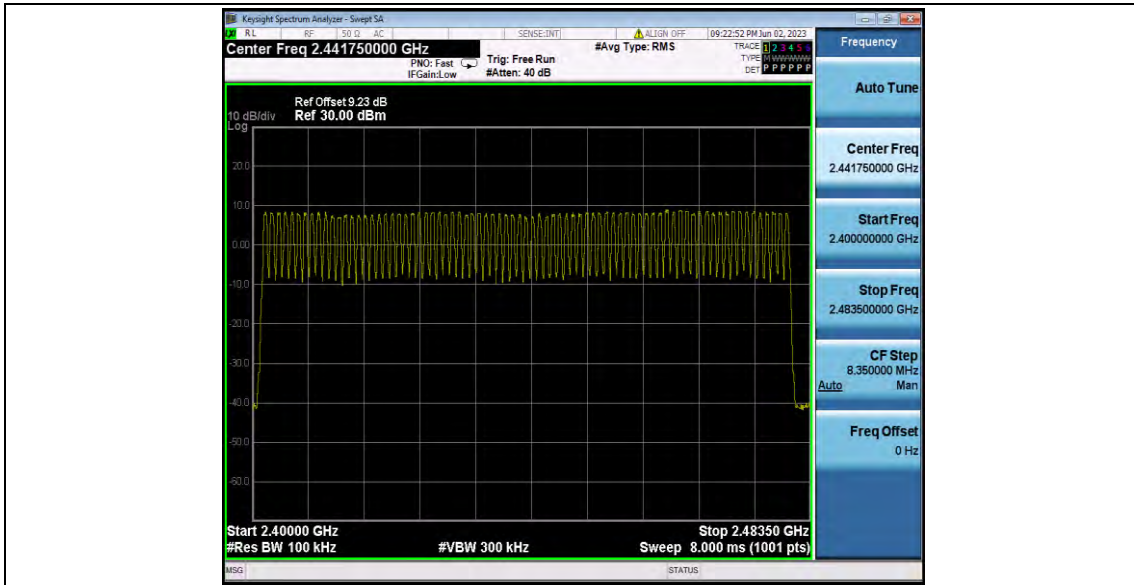 Keysight Spectrum Analyzer - Swept SA
RL RF 50 Ω AC SENSE:INT ALIGN OFF 09:22:52 PM Jun 02, 2023
Center Freq 2.441750000 GHz
PNO: Fast
IFGain:Low
Trig: Free Run
#Atten: 40 dB
#Avg Type: RMS
TRACE 1 2 3 4 5 6
TYPE M WWWWW
DET P P P P P P
Ref Offset 9.23 dB
10 dB/div Ref 30.00 dBm
Log
20.0
10.0
0.00
-10.0
-20.0
-30.0
-40.0
-50.0
-60.0
Start 2.40000 GHz Stop 2.48350 GHz
#Res BW 100 kHz #VBW 300 kHz Sweep 8.000 ms (1001 pts)
MSG STATUS
Frequency
Auto Tune
Center Freq
2.441750000 GHz
Start Freq
2.400000000 GHz
Stop Freq
2.483500000 GHz
CF Step
8.350000 MHz
Auto Man
Freq Offset
0 Hz